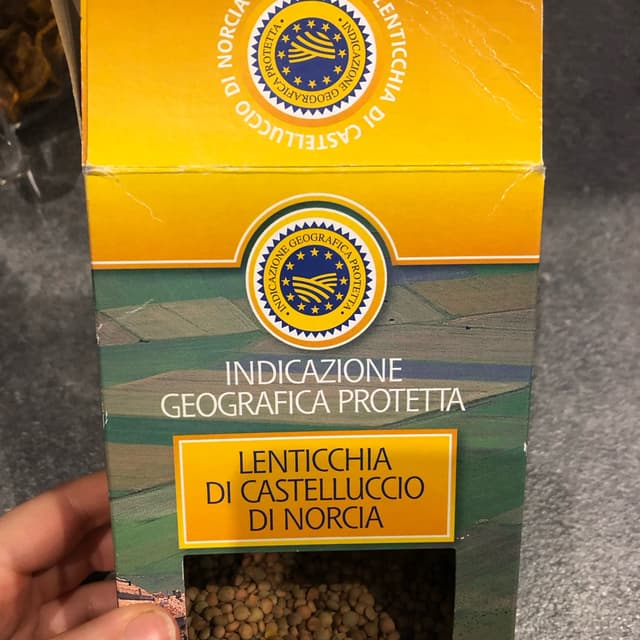 LENTICCHIA DI CASTELLUCCIO DI NORCIA
INDICAZIONE GEOGRAFICA PROTETTA
INDICAZIONE GEOGRAFICA PROTETTA
INDICAZIONE
GEOGRAFICA PROTETTA
LENTICCHIA
DI CASTELLUCCIO
DI NORCIA